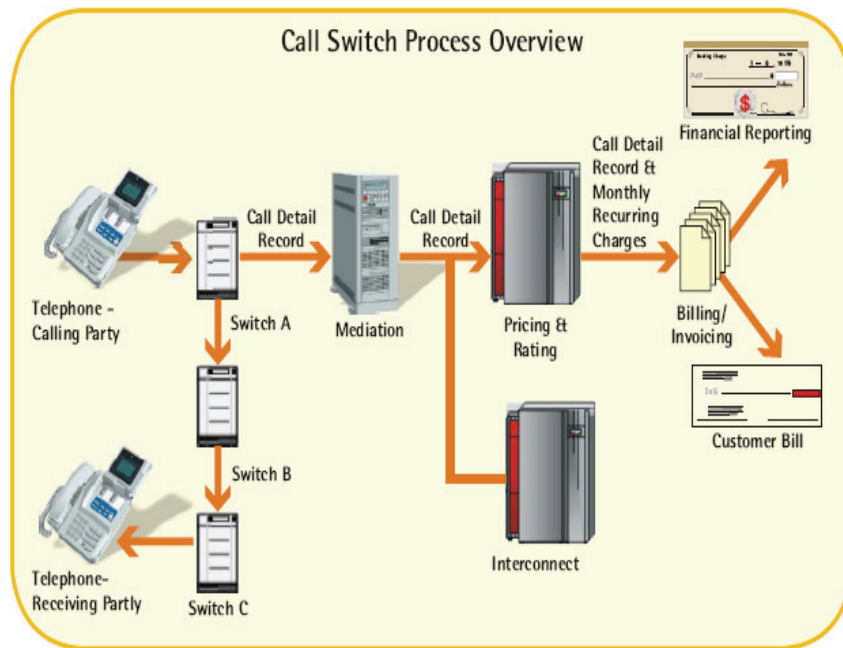 Call Switch Process Overview
Financial Reporting
Call Detail
Record &
Monthly
Recurring
Charges
Call Detail
Record
Call Detail
Record
Telephone -
Calling Party
Switch A
Mediation
Pricing &
Rating
Billing/
Invoicing
Customer Bill
Switch B
Telephone-
Receiving Partly
Switch C
Interconnect